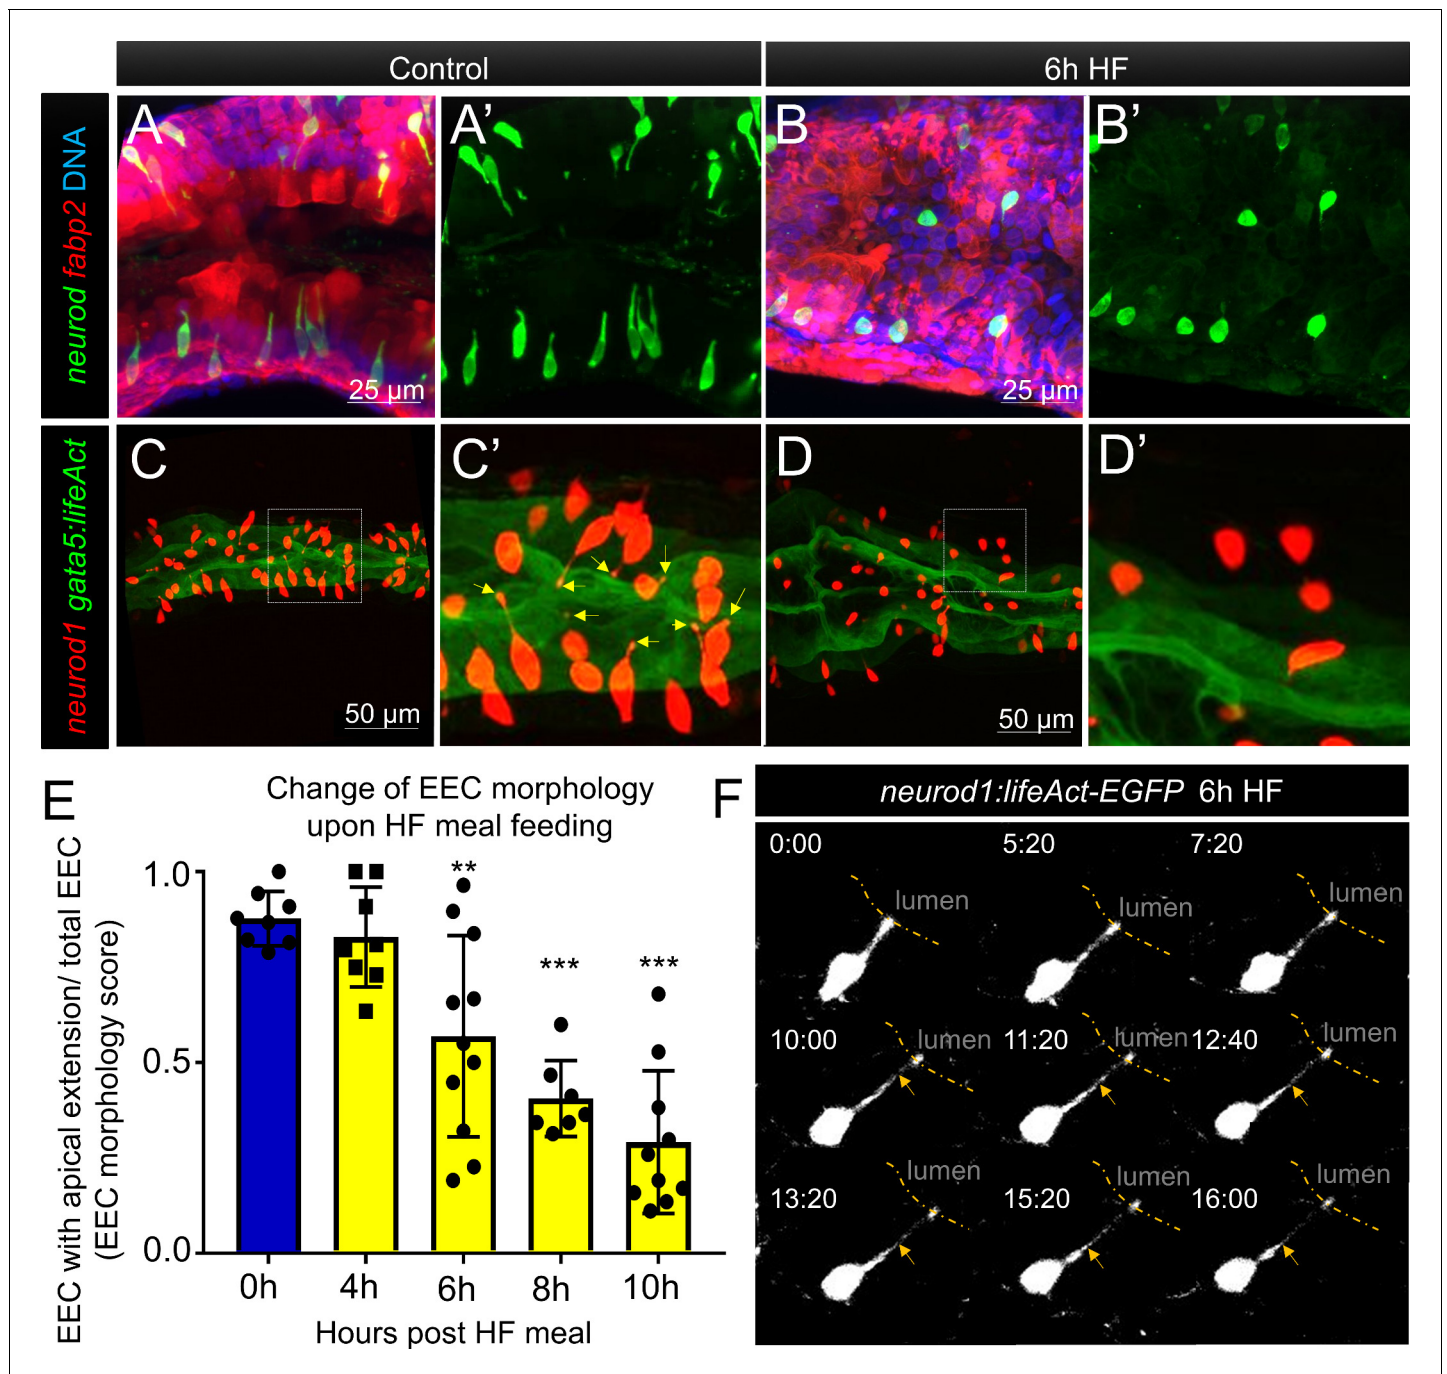 Control
6h HF
neurod fabp2 DNA
A
A’
B
B’
25 µm
25 µm
neurod1 gata5:lifeAct
C
C’
D
D’
50 µm
50 µm
E
Change of EEC morphology
upon HF meal feeding
EEC with apical extension/ total EEC
(EEC morphology score)
1.0
0.5
0.0
**
***
***
0h
4h
6h
8h
10h
Hours post HF meal
F
neurod1:lifeAct-EGFP 6h HF
0:00
5:20
7:20
lumen
lumen
lumen
10:00
11:20
12:40
lumen
lumen
lumen
13:20
15:20
16:00
lumen
lumen
lumen